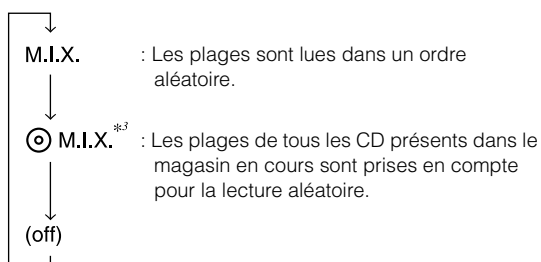 M.I.X. : Les plages sont lues dans un ordre
aléatoire.
M.I.X.*3 : Les plages de tous les CD présents dans le
magasin en cours sont prises en compte
pour la lecture aléatoire.
(off)